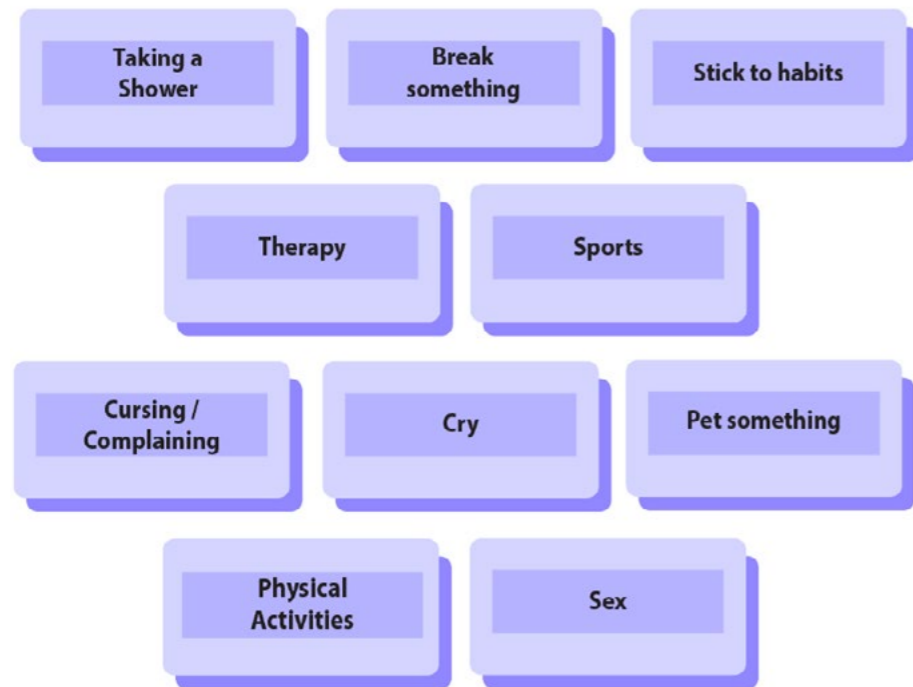 Taking a
Shower
Break
something
Stick to habits
Therapy
Sports
Cursing /
Complaining
Cry
Pet something
Physical
Activities
Sex